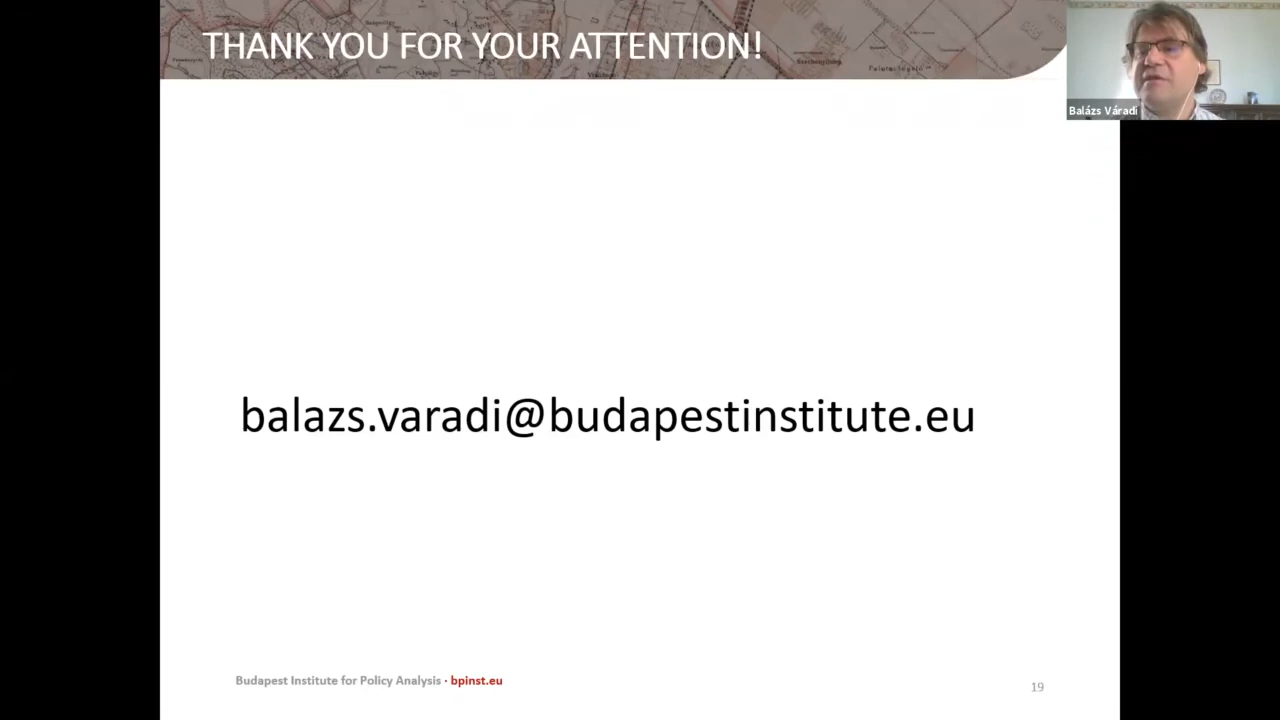 THANK YOU FOR YOUR ATTENTION!
Balázs Váradi
balazs.varadi@budapestinstitute.eu
Budapest Institute for Policy Analysis · bpinst.eu
19